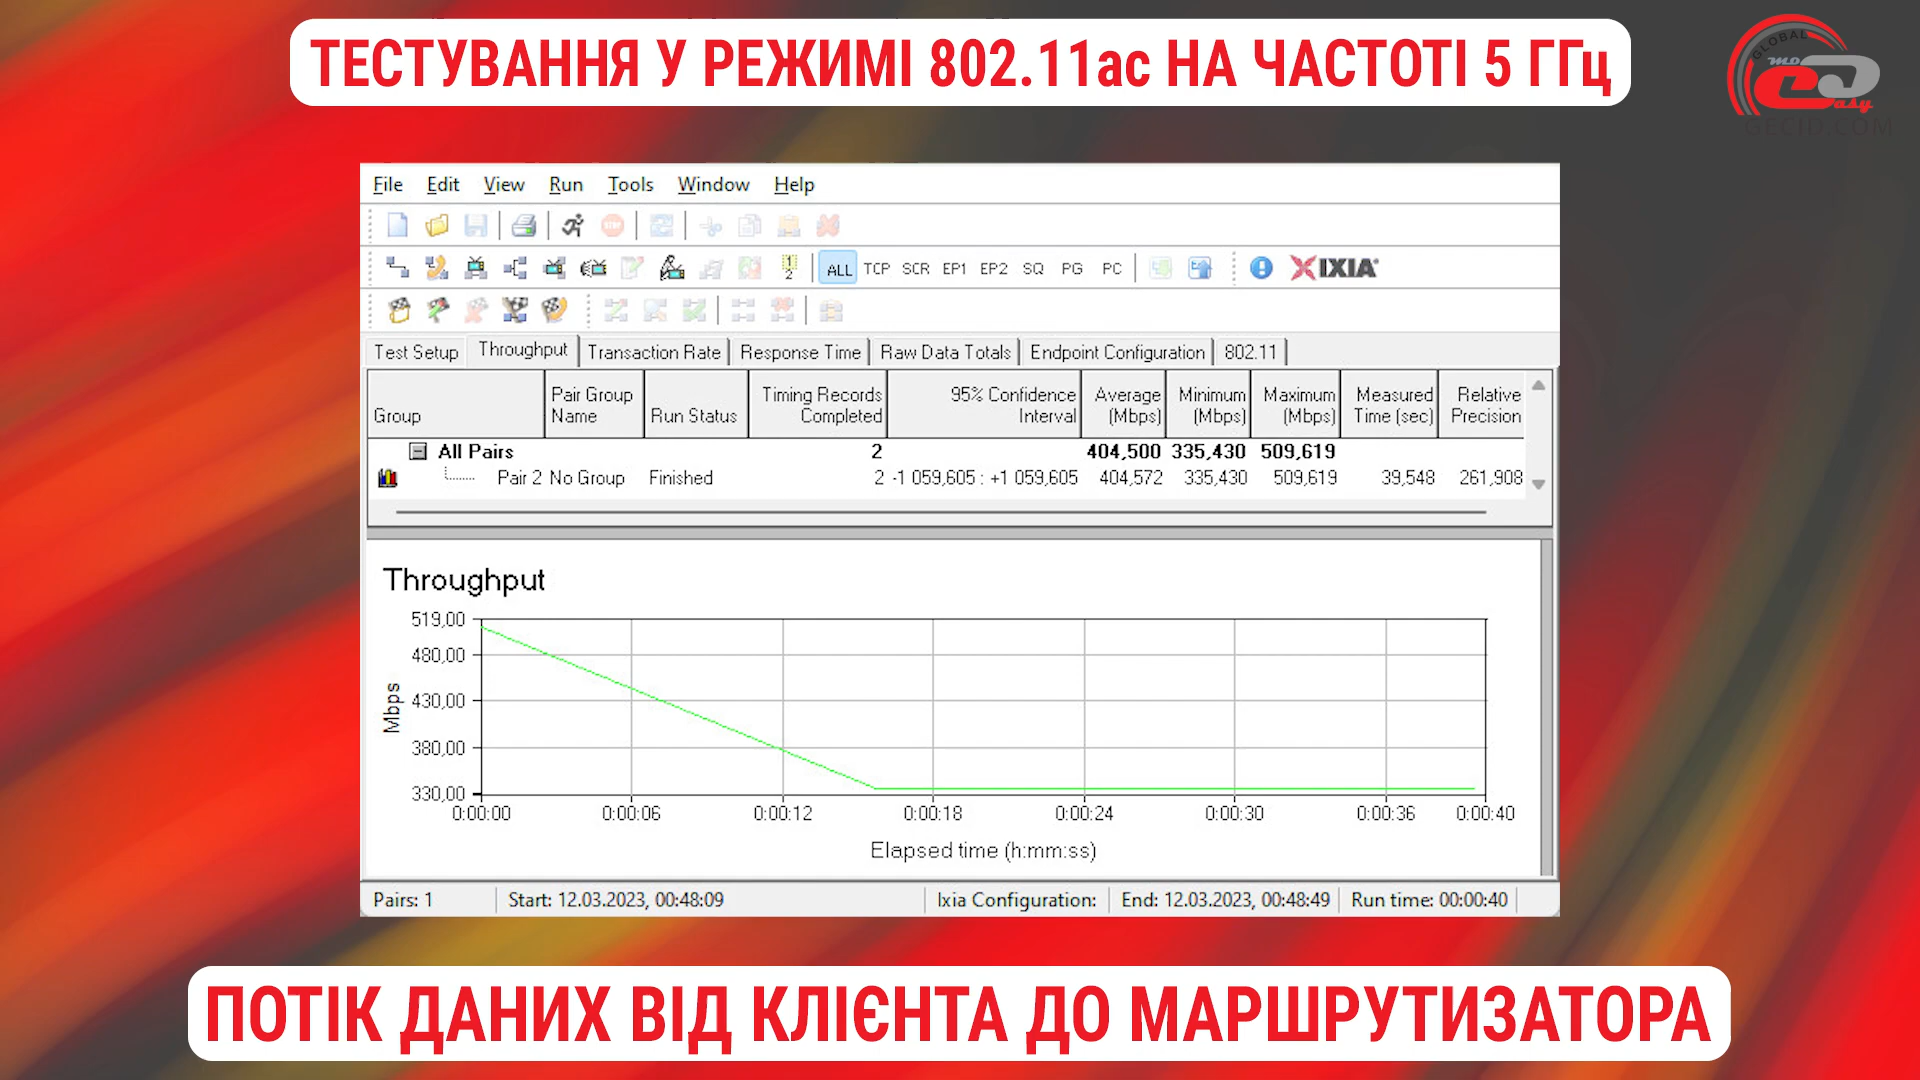 ТЕСТУВАННЯ У РЕЖИМІ 802.11ac НА ЧАСТОТІ 5 ГГц
GLOBAL
MO
asy
GECID.COM
File Edit View Run Tools Window Help
ALL TCP SCR EP1 EP2 SQ PG PC IXIA
Test Setup Throughput Transaction Rate Response Time Raw Data Totals Endpoint Configuration 802.11
Group Pair Group Name Run Status Timing Records Completed 95% Confidence Interval Average (Mbps) Minimum (Mbps) Maximum (Mbps) Measured Time (sec) Relative Precision
All Pairs 2 404,500 335,430 509,619
Pair 2 No Group Finished 2 -1 059,605 : +1 059,605 404,572 335,430 509,619 39,548 261,908
Throughput
519,00
480,00
430,00
380,00
330,00
Mbps
0:00:00 0:00:06 0:00:12 0:00:18 0:00:24 0:00:30 0:00:36 0:00:40
Elapsed time (h:mm:ss)
Pairs: 1 Start: 12.03.2023, 00:48:09 Ixia Configuration: End: 12.03.2023, 00:48:49 Run time: 00:00:40
ПОТІК ДАНИХ ВІД КЛІЄНТА ДО МАРШРУТИЗАТОРА